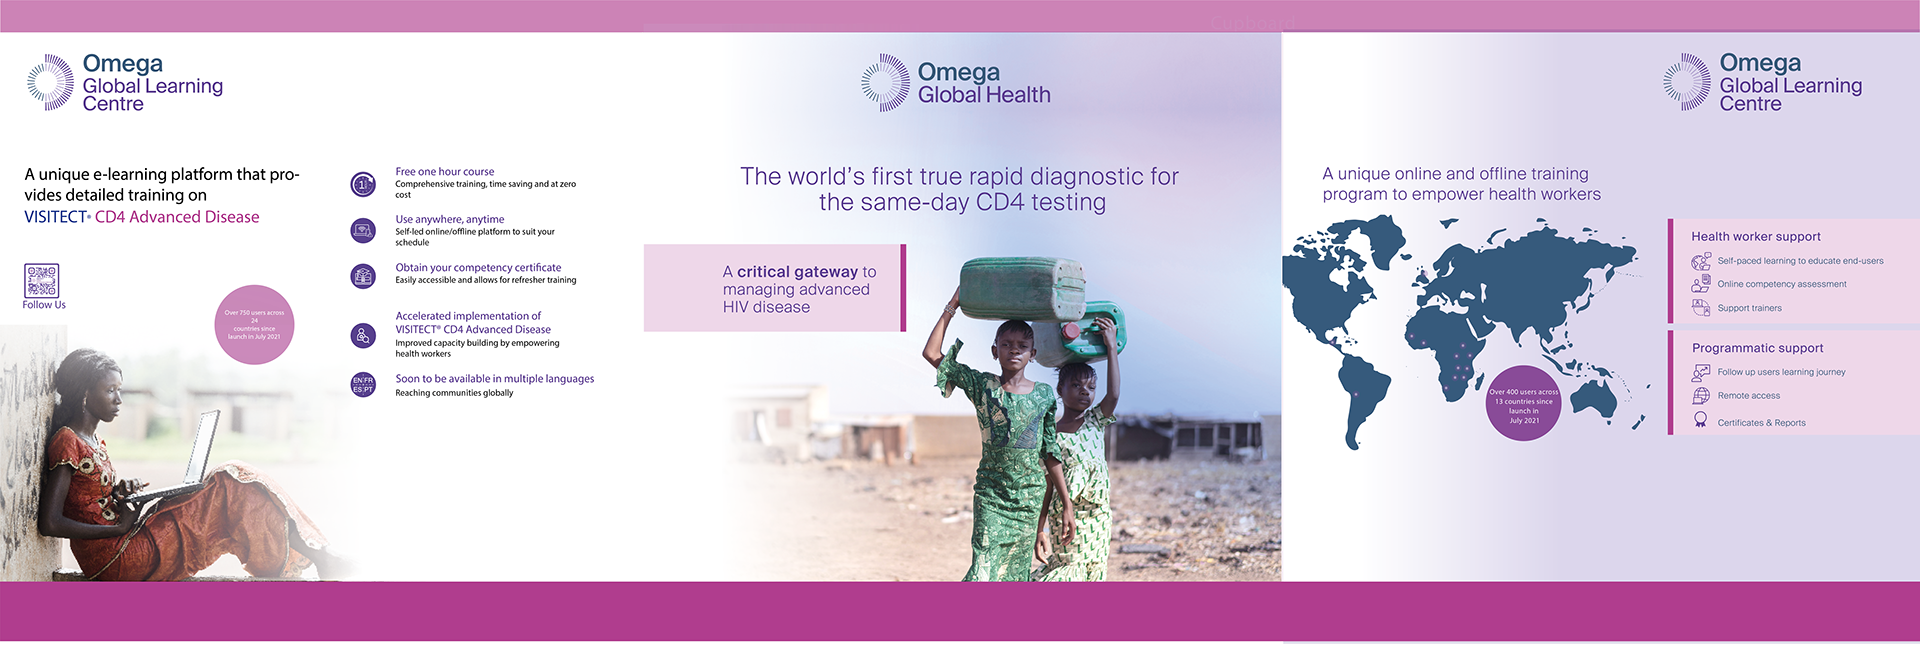 Cupboard
Omega
Global Learning
Centre
A unique e-learning platform that pro-
vides detailed training on
VISITECT® CD4 Advanced Disease
Follow Us
Over 750 users across
24
countries since
launch in July 2021
1
Free one hour course
Comprehensive training, time saving and at zero
cost
Use anywhere, anytime
Self-led online/offline platform to suit your
schedule
Obtain your competency certificate
Easily accessible and allows for refresher training
Accelerated implementation of
VISITECT® CD4 Advanced Disease
Improved capacity building by empowering
health workers
EN FR
ES PT
Soon to be available in multiple languages
Reaching communities globally
Omega
Global Health
The world's first true rapid diagnostic for
the same-day CD4 testing
A critical gateway to
managing advanced
HIV disease
Omega
Global Learning
Centre
A unique online and offline training
program to empower health workers
Over 400 users across
13 countries since
launch in
July 2021
Health worker support
Self-paced learning to educate end-users
Online competency assessment
Support trainers
Programmatic support
Follow up users learning journey
Remote access
Certificates & Reports